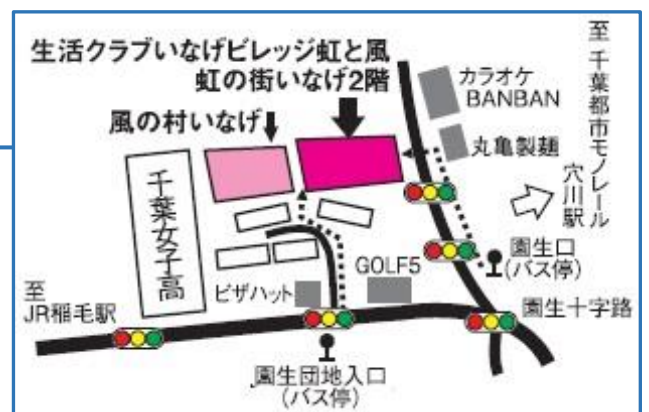 生活クラブいなげビレッジ虹と風
虹の街いなげ2階
風の村いなげ
カラオケ
BANBAN
丸亀製麺
至 千葉都市モノレール
穴川駅
千葉女子高
園生口
(バス停)
GOLF5
ピザハット
至
JR稲毛駅
園生十字路
園生団地入口
(バス停)